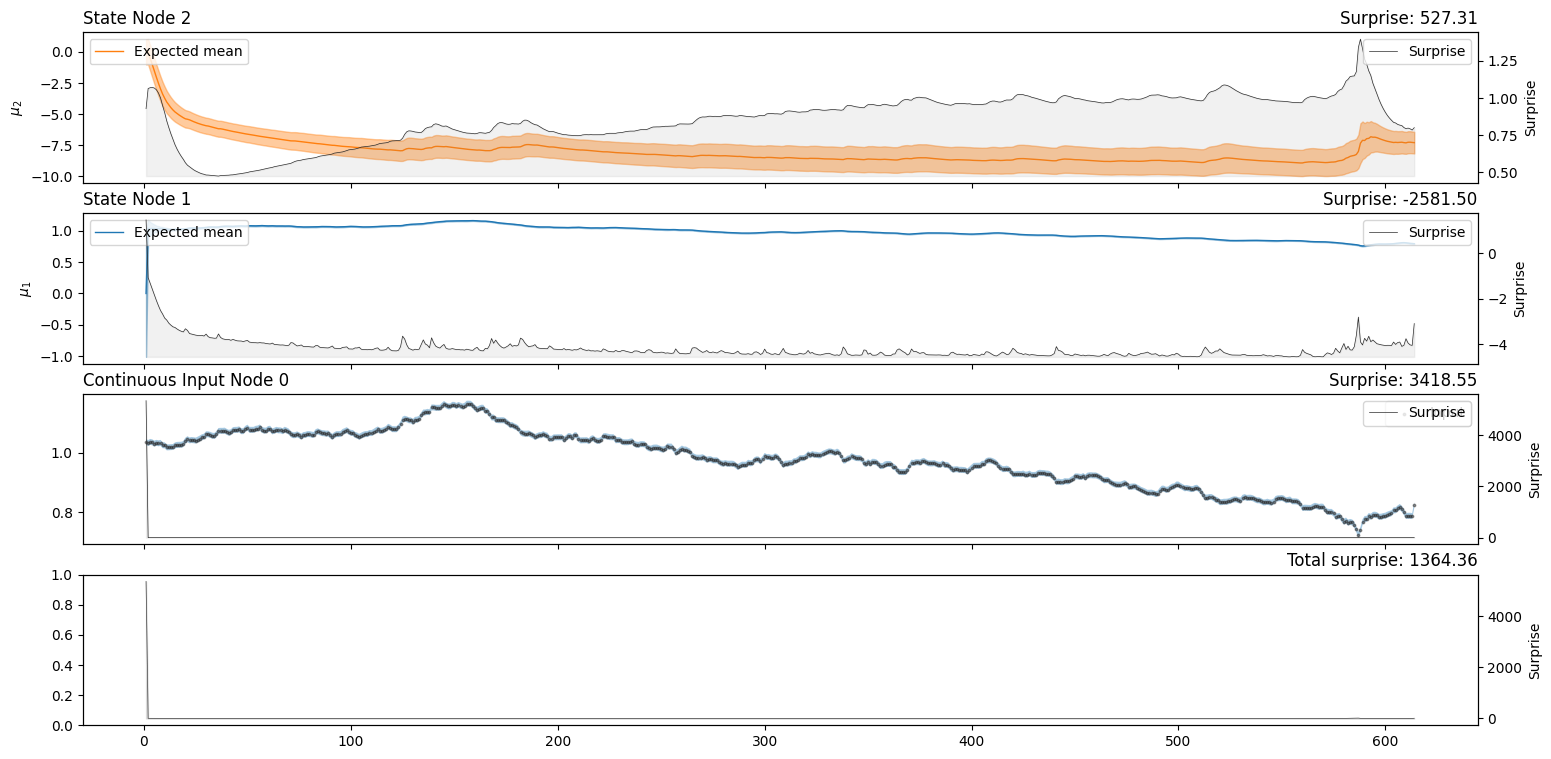 State Node 2 Surprise: 527.31
Expected mean
Surprise
0.0
−2.5
−5.0
−7.5
−10.0
μ2
1.25
1.00
0.75
0.50
Surprise
State Node 1 Surprise: -2581.50
Expected mean
Surprise
1.0
0.5
0.0
−0.5
−1.0
μ1
0
−2
−4
Surprise
Continuous Input Node 0 Surprise: 3418.55
Surprise
1.0
0.8
4000
2000
0
Surprise
Total surprise: 1364.36
1.0
0.8
0.6
0.4
0.2
0.0
4000
2000
0
Surprise
0 100 200 300 400 500 600